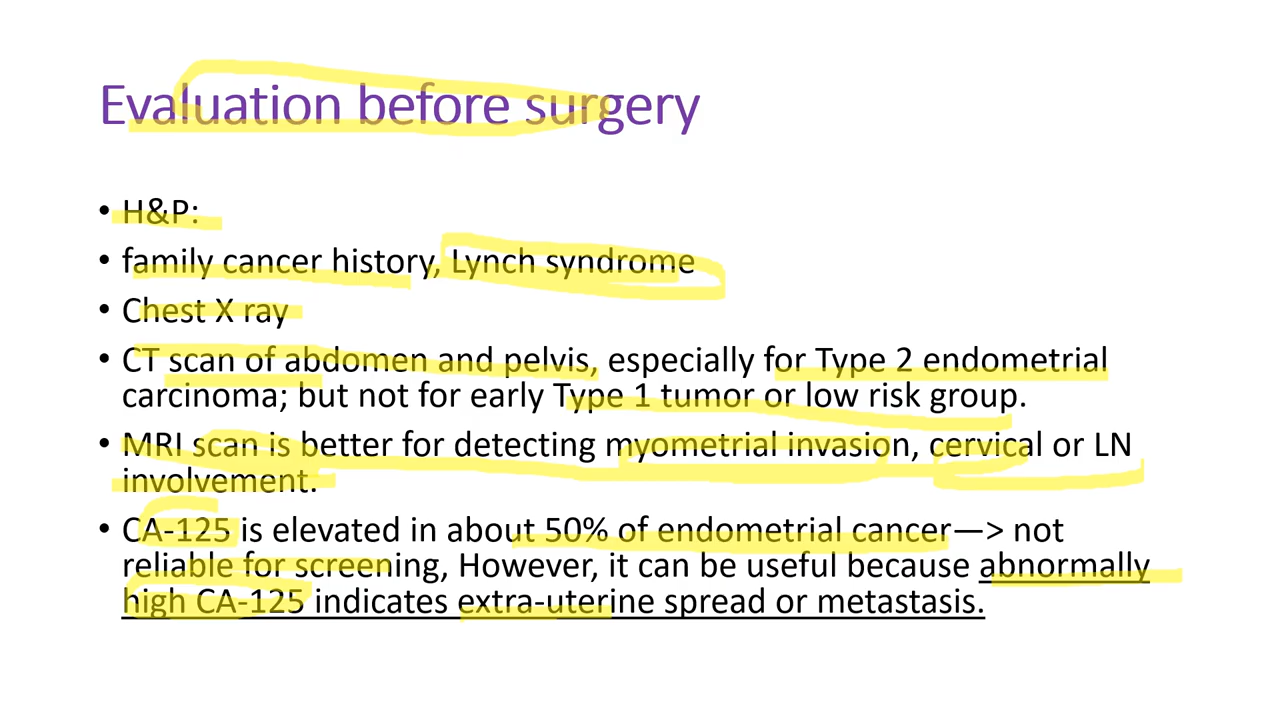 Evaluation before surgery
• H&P:
• family cancer history, Lynch syndrome
• Chest X ray
• CT scan of abdomen and pelvis, especially for Type 2 endometrial
carcinoma; but not for early Type 1 tumor or low risk group.
• MRI scan is better for detecting myometrial invasion, cervical or LN
involvement.
• CA-125 is elevated in about 50% of endometrial cancer—> not
reliable for screening, However, it can be useful because abnormally
high CA-125 indicates extra-uterine spread or metastasis.